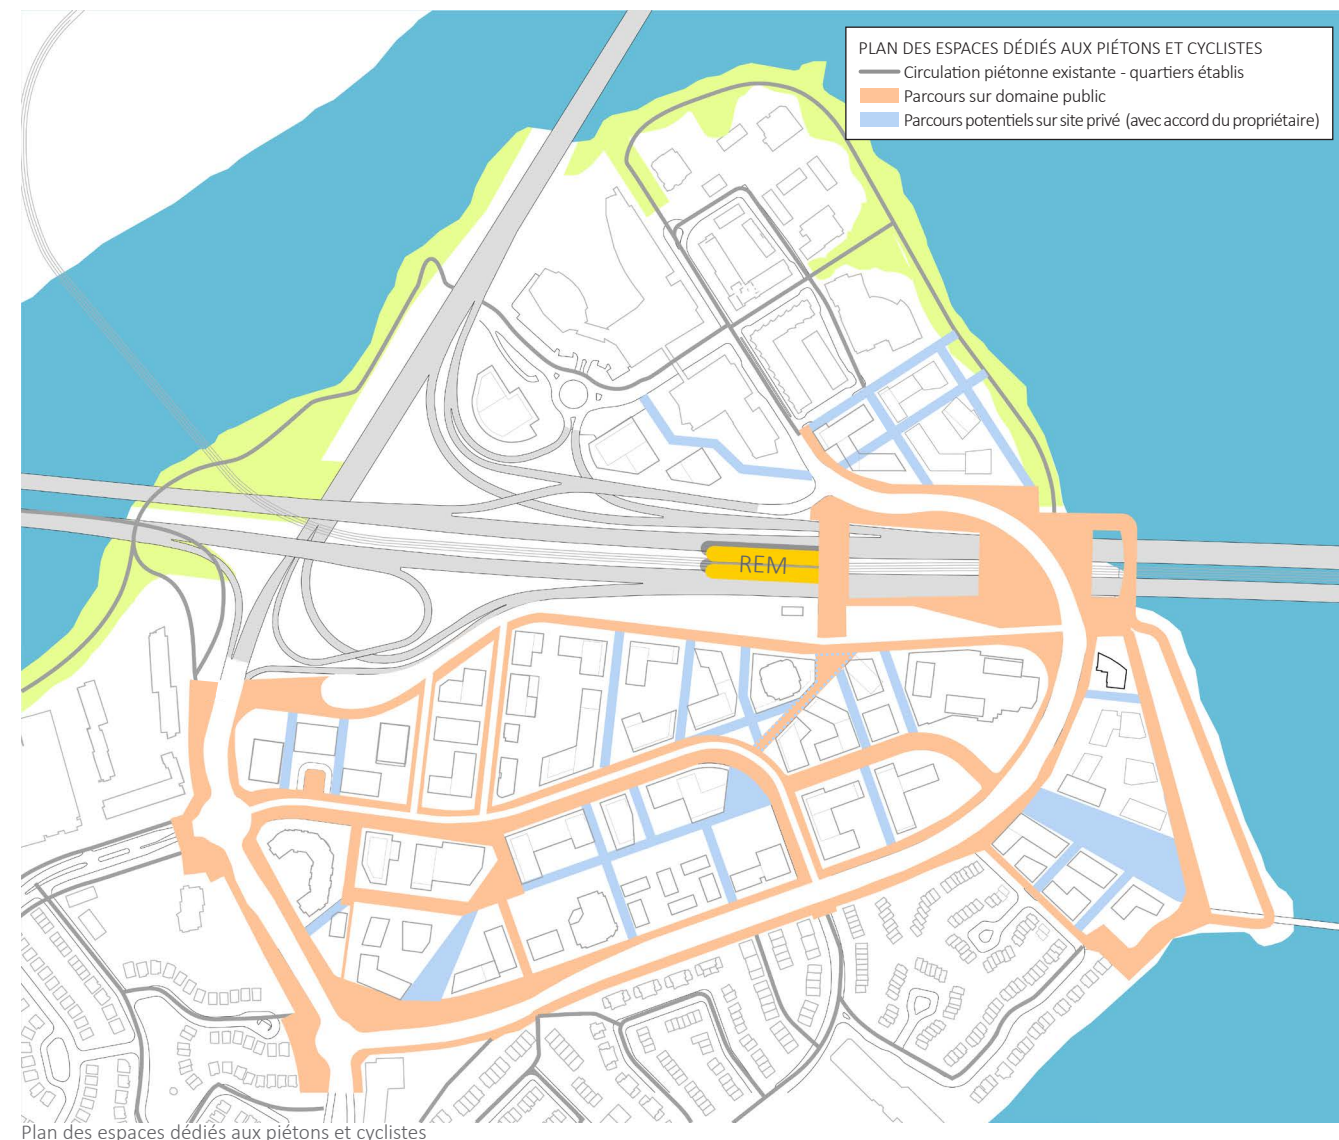 PLAN DES ESPACES DÉDIÉS AUX PIÉTONS ET CYCLISTES
Circulation piétonne existante - quartiers établis
Parcours sur domaine public
Parcours potentiels sur site privé (avec accord du propriétaire)
REM
Plan des espaces dédiés aux piétons et cyclistes